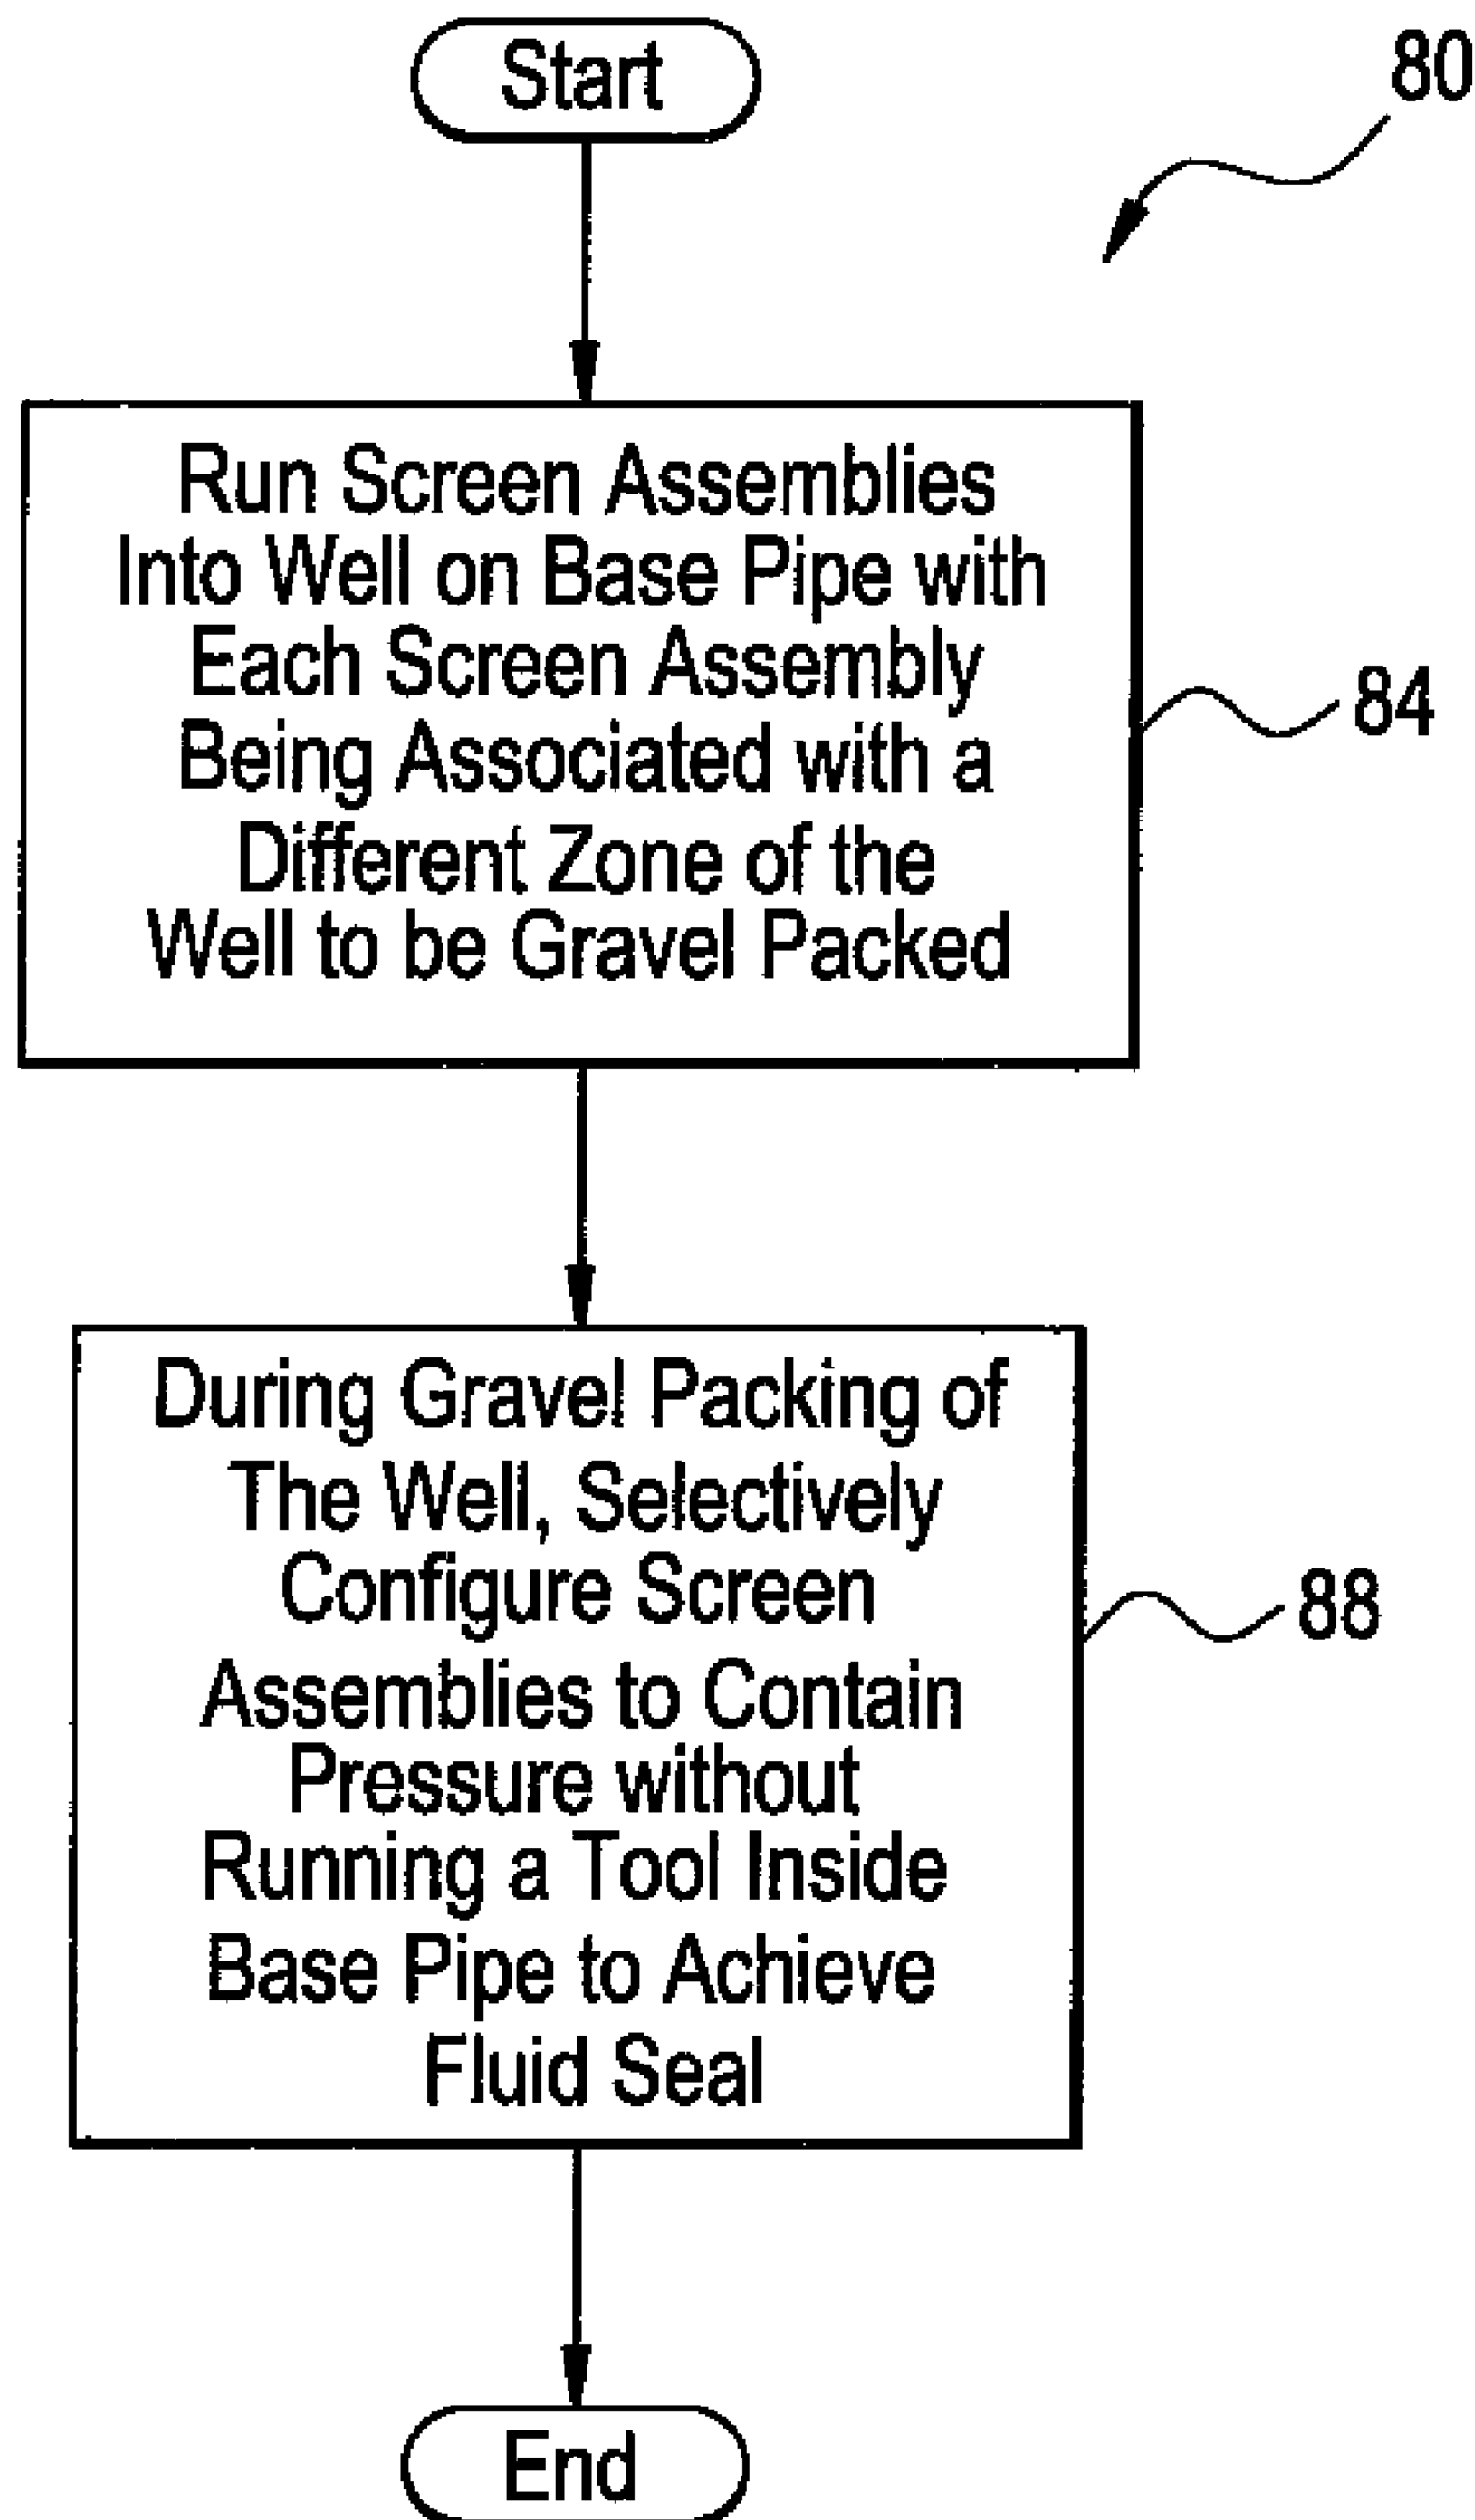 Start
80
Run Screen Assemblies
Into Well on Base Pipe with
Each Screen Assembly
Being Associated with a
Different Zone of the
Well to be Gravel Packed
84
During Gravel Packing of
The Well, Selectively
Configure Screen
Assemblies to Contain
Pressure without
Running a Tool Inside
Base Pipe to Achieve
Fluid Seal
88
End